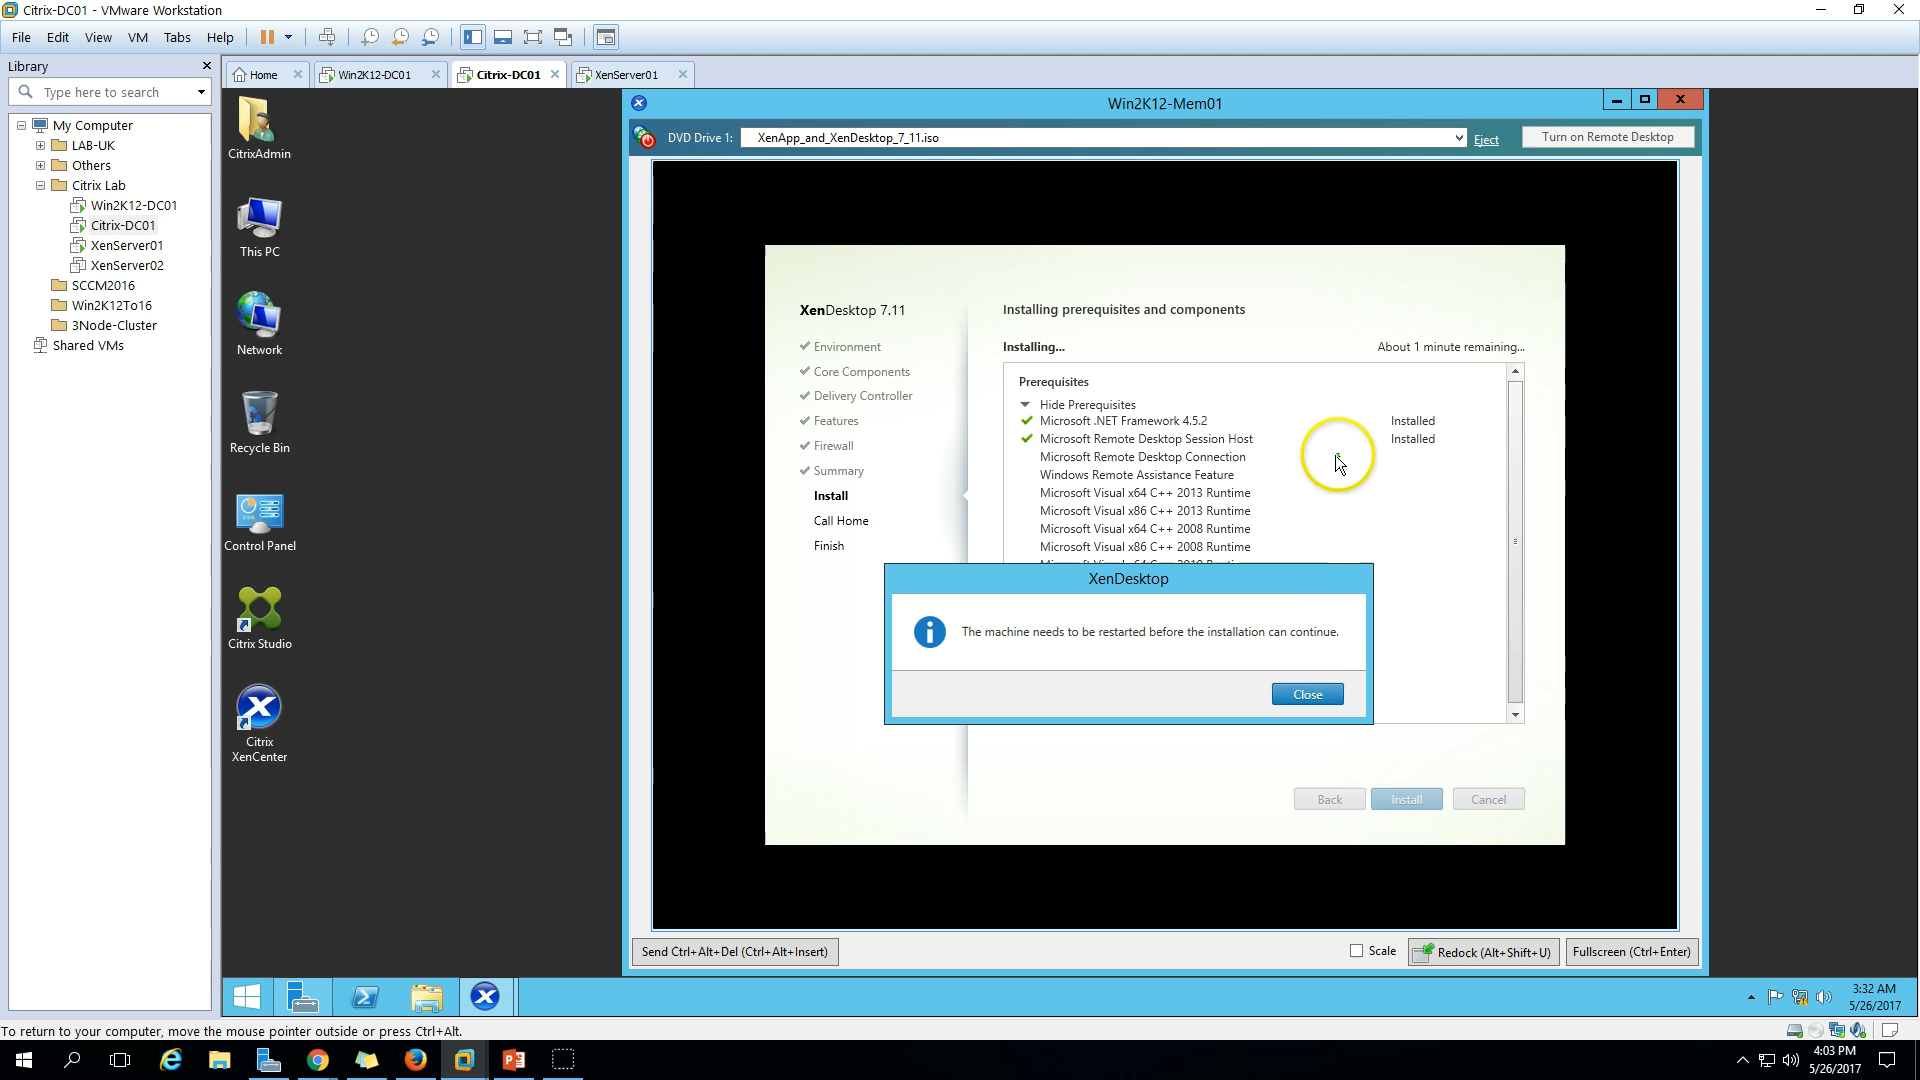 Citrix-DC01 - VMware Workstation
File Edit View VM Tabs Help
Library
Type here to search
My Computer
LAB-UK
Others
Citrix Lab
Win2K12-DC01
Citrix-DC01
XenServer01
XenServer02
SCCM2016
Win2K12To16
3Node-Cluster
Shared VMs
Home
Win2K12-DC01
Citrix-DC01
XenServer01
CitrixAdmin
This PC
Network
Recycle Bin
Control Panel
Citrix Studio
Citrix
XenCenter
Win2K12-Mem01
DVD Drive 1: XenApp_and_XenDesktop_7_11.iso Eject Turn on Remote Desktop
XenDesktop 7.11
Environment
Core Components
Delivery Controller
Features
Firewall
Summary
Install
Call Home
Finish
Installing prerequisites and components
Installing... About 1 minute remaining...
Prerequisites
Hide Prerequisites
Microsoft .NET Framework 4.5.2 Installed
Microsoft Remote Desktop Session Host Installed
Microsoft Remote Desktop Connection
Windows Remote Assistance Feature
Microsoft Visual x64 C++ 2013 Runtime
Microsoft Visual x86 C++ 2013 Runtime
Microsoft Visual x64 C++ 2008 Runtime
Microsoft Visual x86 C++ 2008 Runtime
XenDesktop
The machine needs to be restarted before the installation can continue.
Close
Back Install Cancel
Send Ctrl+Alt+Del (Ctrl+Alt+Insert) Scale Redock (Alt+Shift+U) Fullscreen (Ctrl+Enter)
3:32 AM
5/26/2017
To return to your computer, move the mouse pointer outside or press Ctrl+Alt.
4:03 PM
5/26/2017